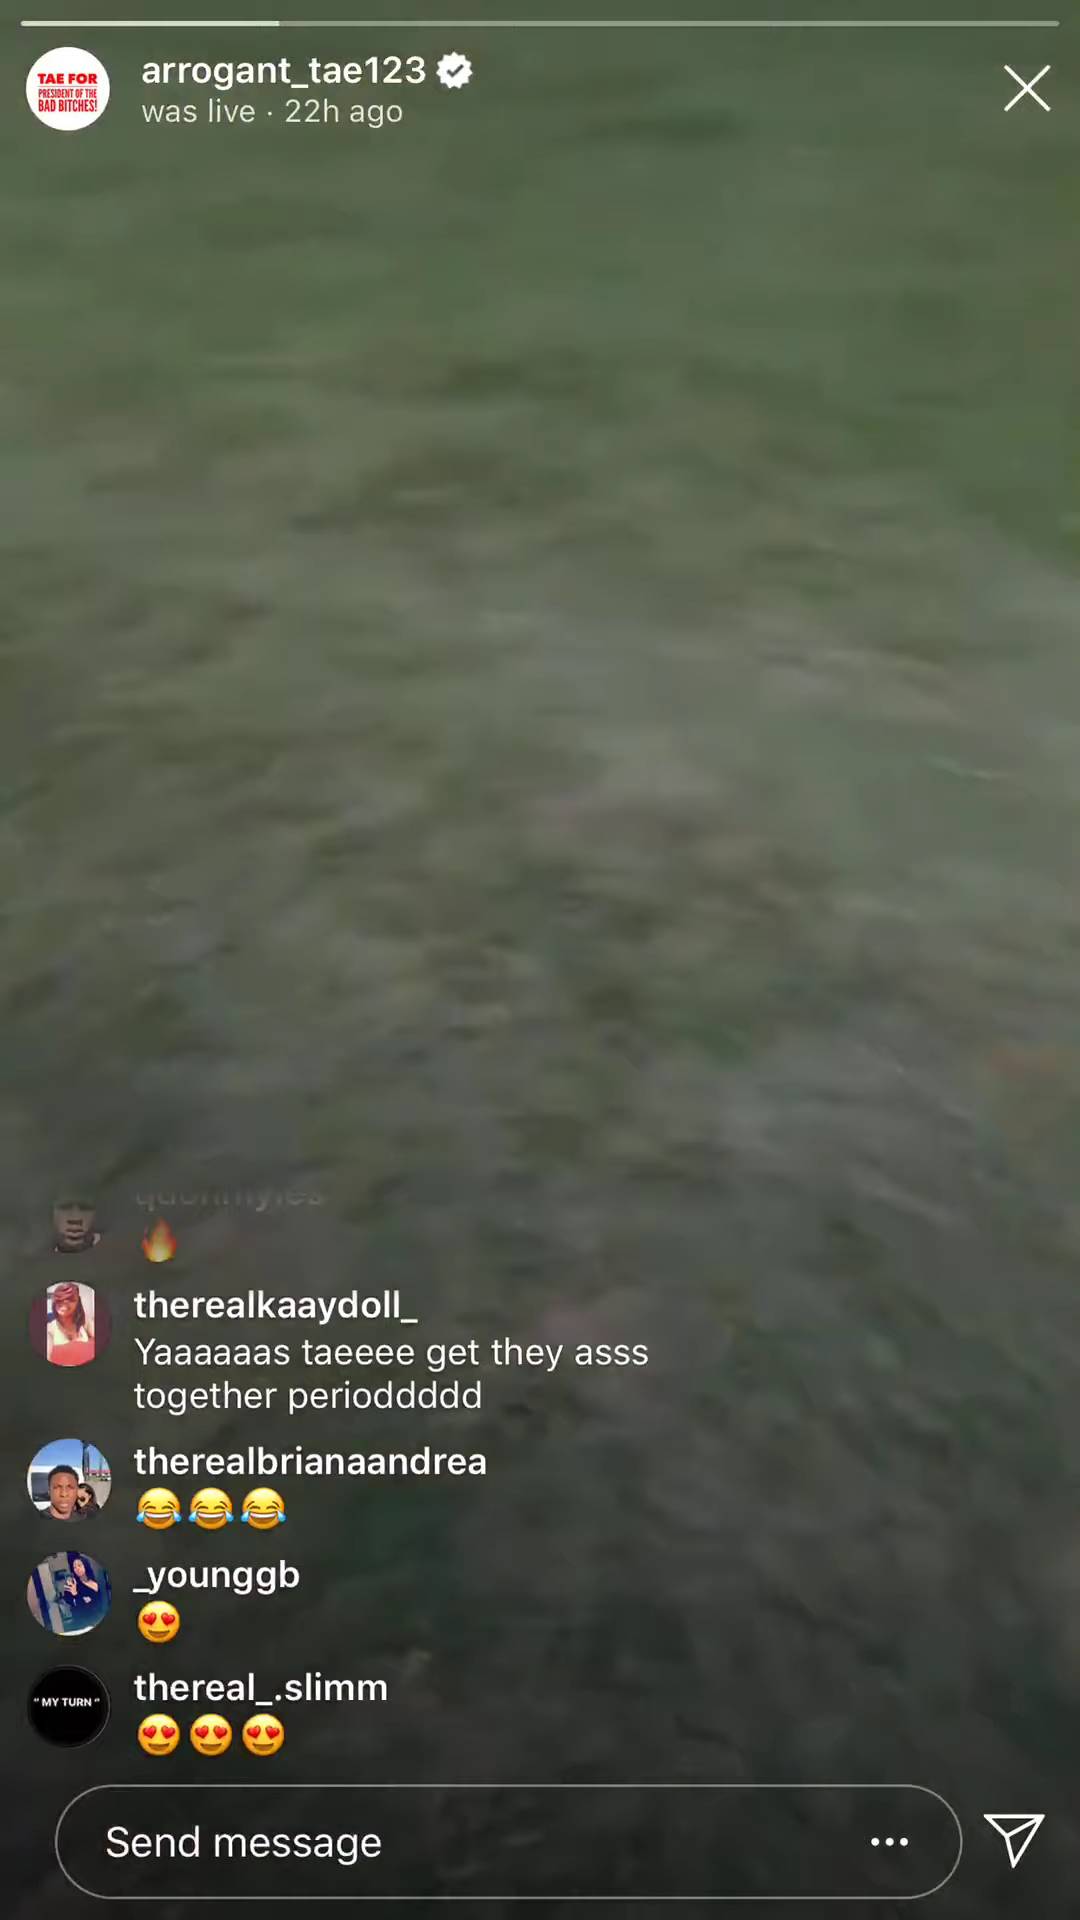 TAE FOR
PRESIDENT OF THE
BAD BITCHES!
arrogant_tae123
was live · 22h ago
therealkaaydoll_
Yaaaaaas taeeee get they asss
together perioddddd
therealbrianaandrea
😂😂😂
_younggb
😍
" MY TURN "
thereal_.slimm
😍😍😍
Send message